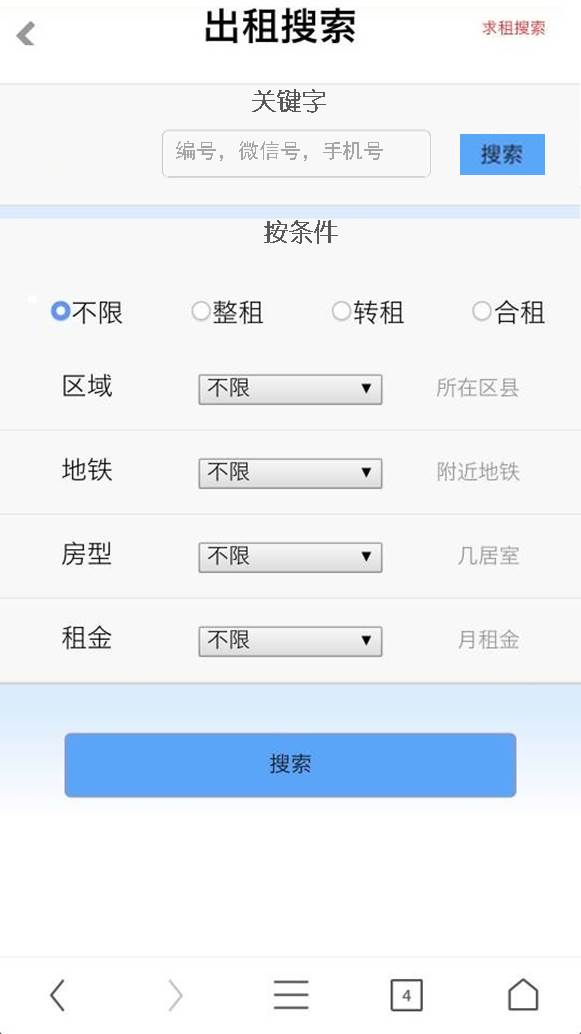 出租搜索
求租搜索
关键字
编号，微信号，手机号
搜索
按条件
不限 整租 转租 合租
区域 不限 所在区县
地铁 不限 附近地铁
房型 不限 几居室
租金 不限 月租金
搜索
4